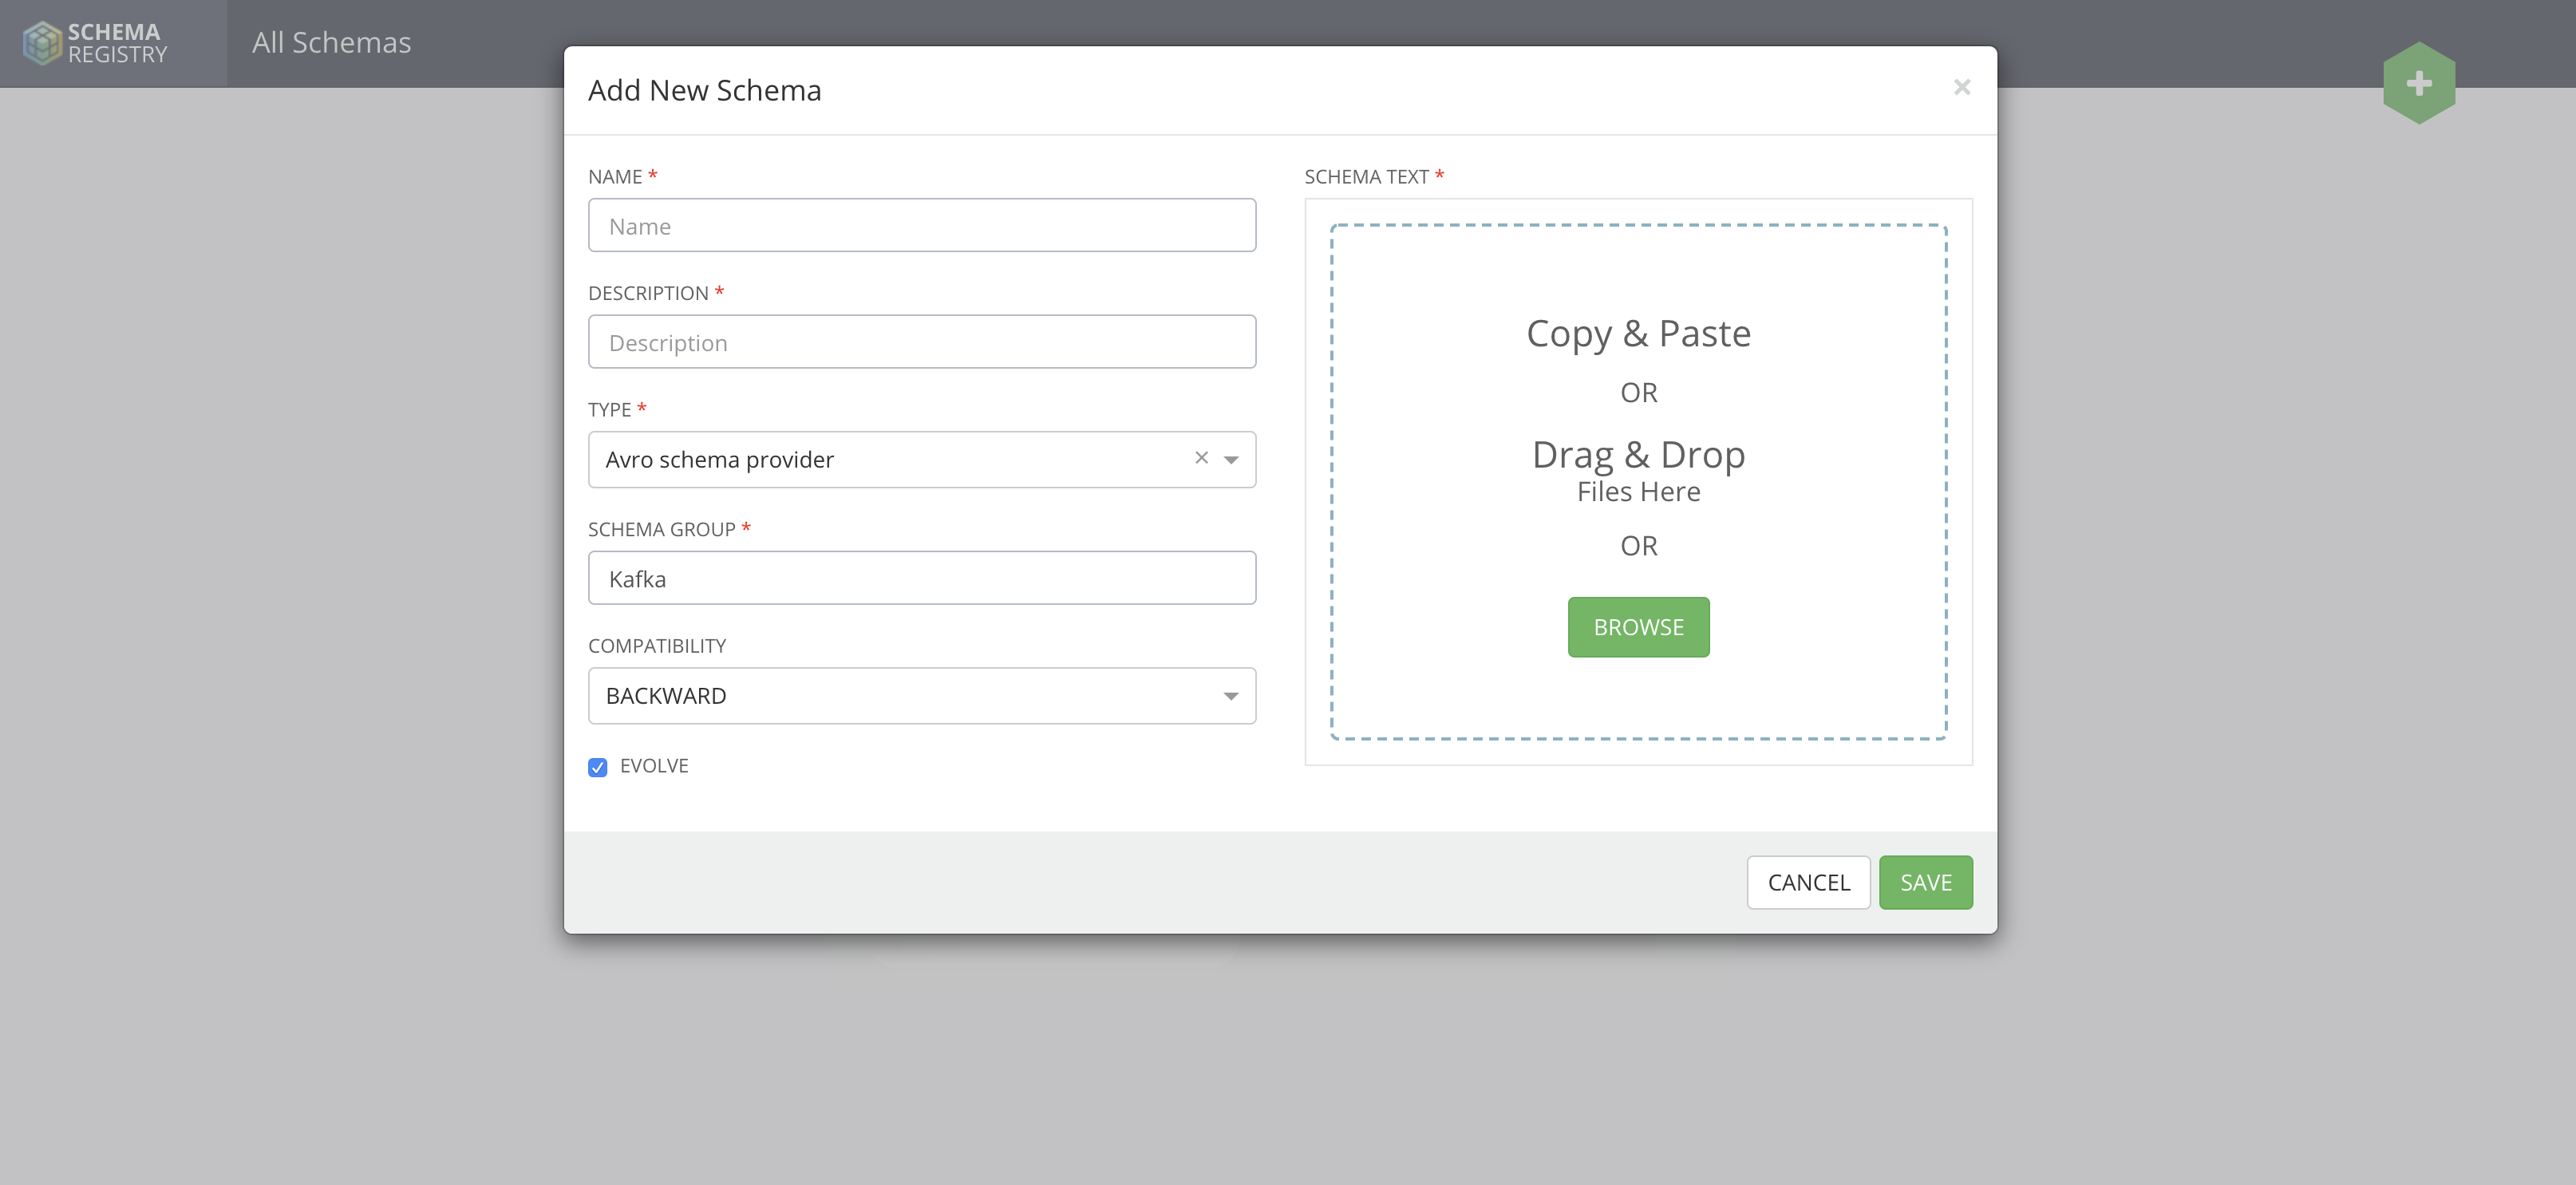 SCHEMA
REGISTRY
All Schemas
Add New Schema
×
NAME *
Name
DESCRIPTION *
Description
TYPE *
Avro schema provider
SCHEMA GROUP *
Kafka
COMPATIBILITY
BACKWARD
EVOLVE
SCHEMA TEXT *
Copy & Paste
OR
Drag & Drop
Files Here
OR
BROWSE
CANCEL
SAVE